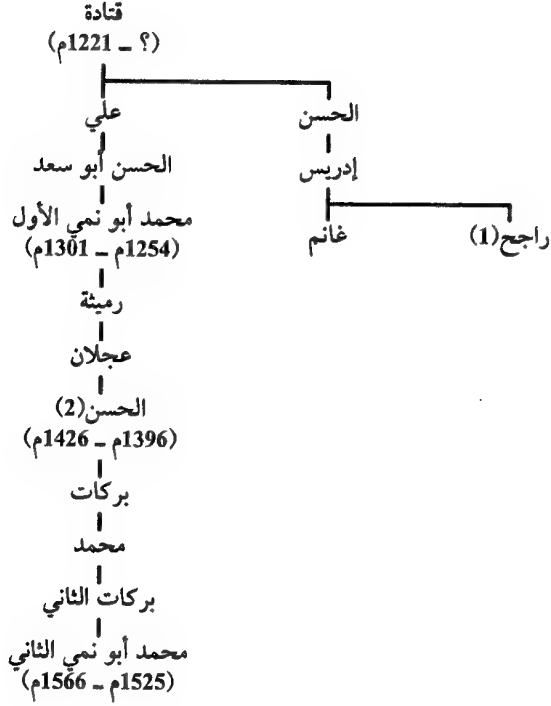 قتادة
(؟ – 1221م)
الحسن
علي
إدريس
الحسن أبو سعد
راجح(1)
غانم
محمد أبو نمي الأول
(1254م – 1301م)
رميثة
عجلان
الحسن(2)
(1396م – 1426م)
بركات
محمد
بركات الثاني
محمد أبو نمي الثاني
(1525م – 1566م)